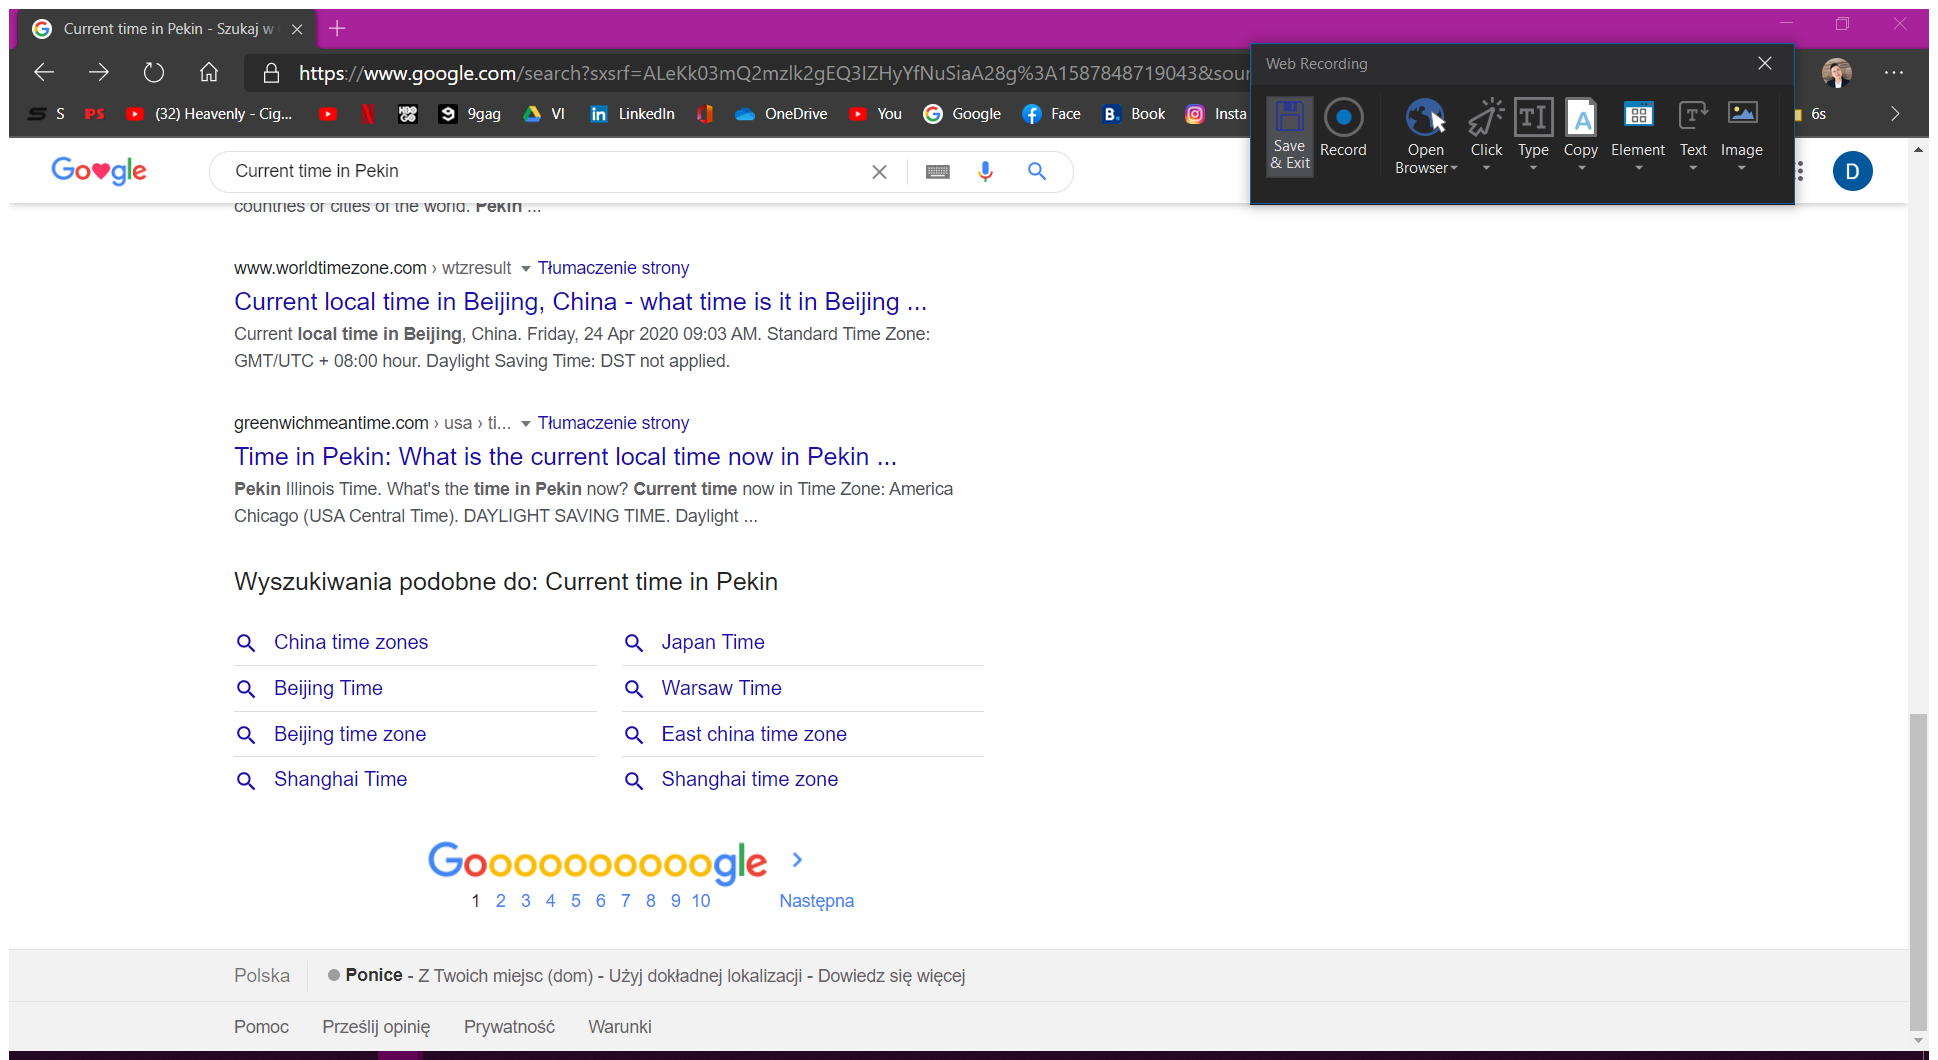 Current time in Pekin - Szukaj w
https://www.google.com/search?sxsrf=ALeKk03mQ2mzlk2gEQ3IZHyYfNuSiaA28g%3A1587848719043&sour
S
PS
(32) Heavenly - Cig...
HBO GO
9gag
VI
LinkedIn
OneDrive
You
Google
Face
Book
Insta
6s
Web Recording
Save & Exit
Record
Open Browser
Click
Type
Copy
Element
Text
Image
Google
Current time in Pekin
D
countries or cities of the world. Pekin ...
www.worldtimezone.com › wtzresult Tłumaczenie strony
Current local time in Beijing, China - what time is it in Beijing ...
Current local time in Beijing, China. Friday, 24 Apr 2020 09:03 AM. Standard Time Zone:
GMT/UTC + 08:00 hour. Daylight Saving Time: DST not applied.
greenwichmeantime.com › usa › ti... Tłumaczenie strony
Time in Pekin: What is the current local time now in Pekin ...
Pekin Illinois Time. What's the time in Pekin now? Current time now in Time Zone: America
Chicago (USA Central Time). DAYLIGHT SAVING TIME. Daylight ...
Wyszukiwania podobne do: Current time in Pekin
China time zones
Japan Time
Beijing Time
Warsaw Time
Beijing time zone
East china time zone
Shanghai Time
Shanghai time zone
Goooooooooogle
1 2 3 4 5 6 7 8 9 10 Następna
Polska Ponice - Z Twoich miejsc (dom) - Użyj dokładnej lokalizacji - Dowiedz się więcej
Pomoc Prześlij opinię Prywatność Warunki